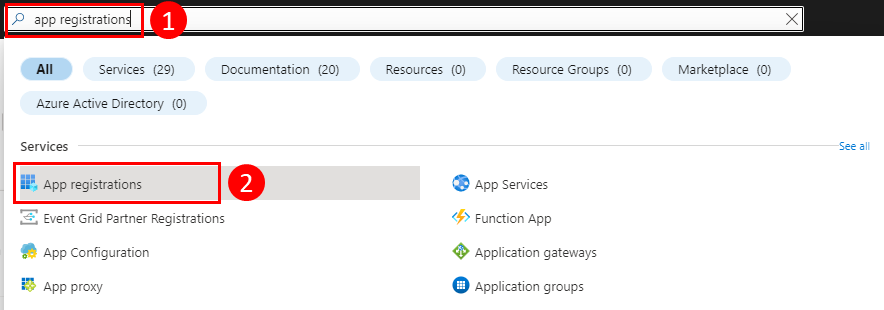 app registrations 1
All Services (29) Documentation (20) Resources (0) Resource Groups (0) Marketplace (0)
Azure Active Directory (0)
Services See all
App registrations 2 App Services
Event Grid Partner Registrations Function App
App Configuration Application gateways
App proxy Application groups